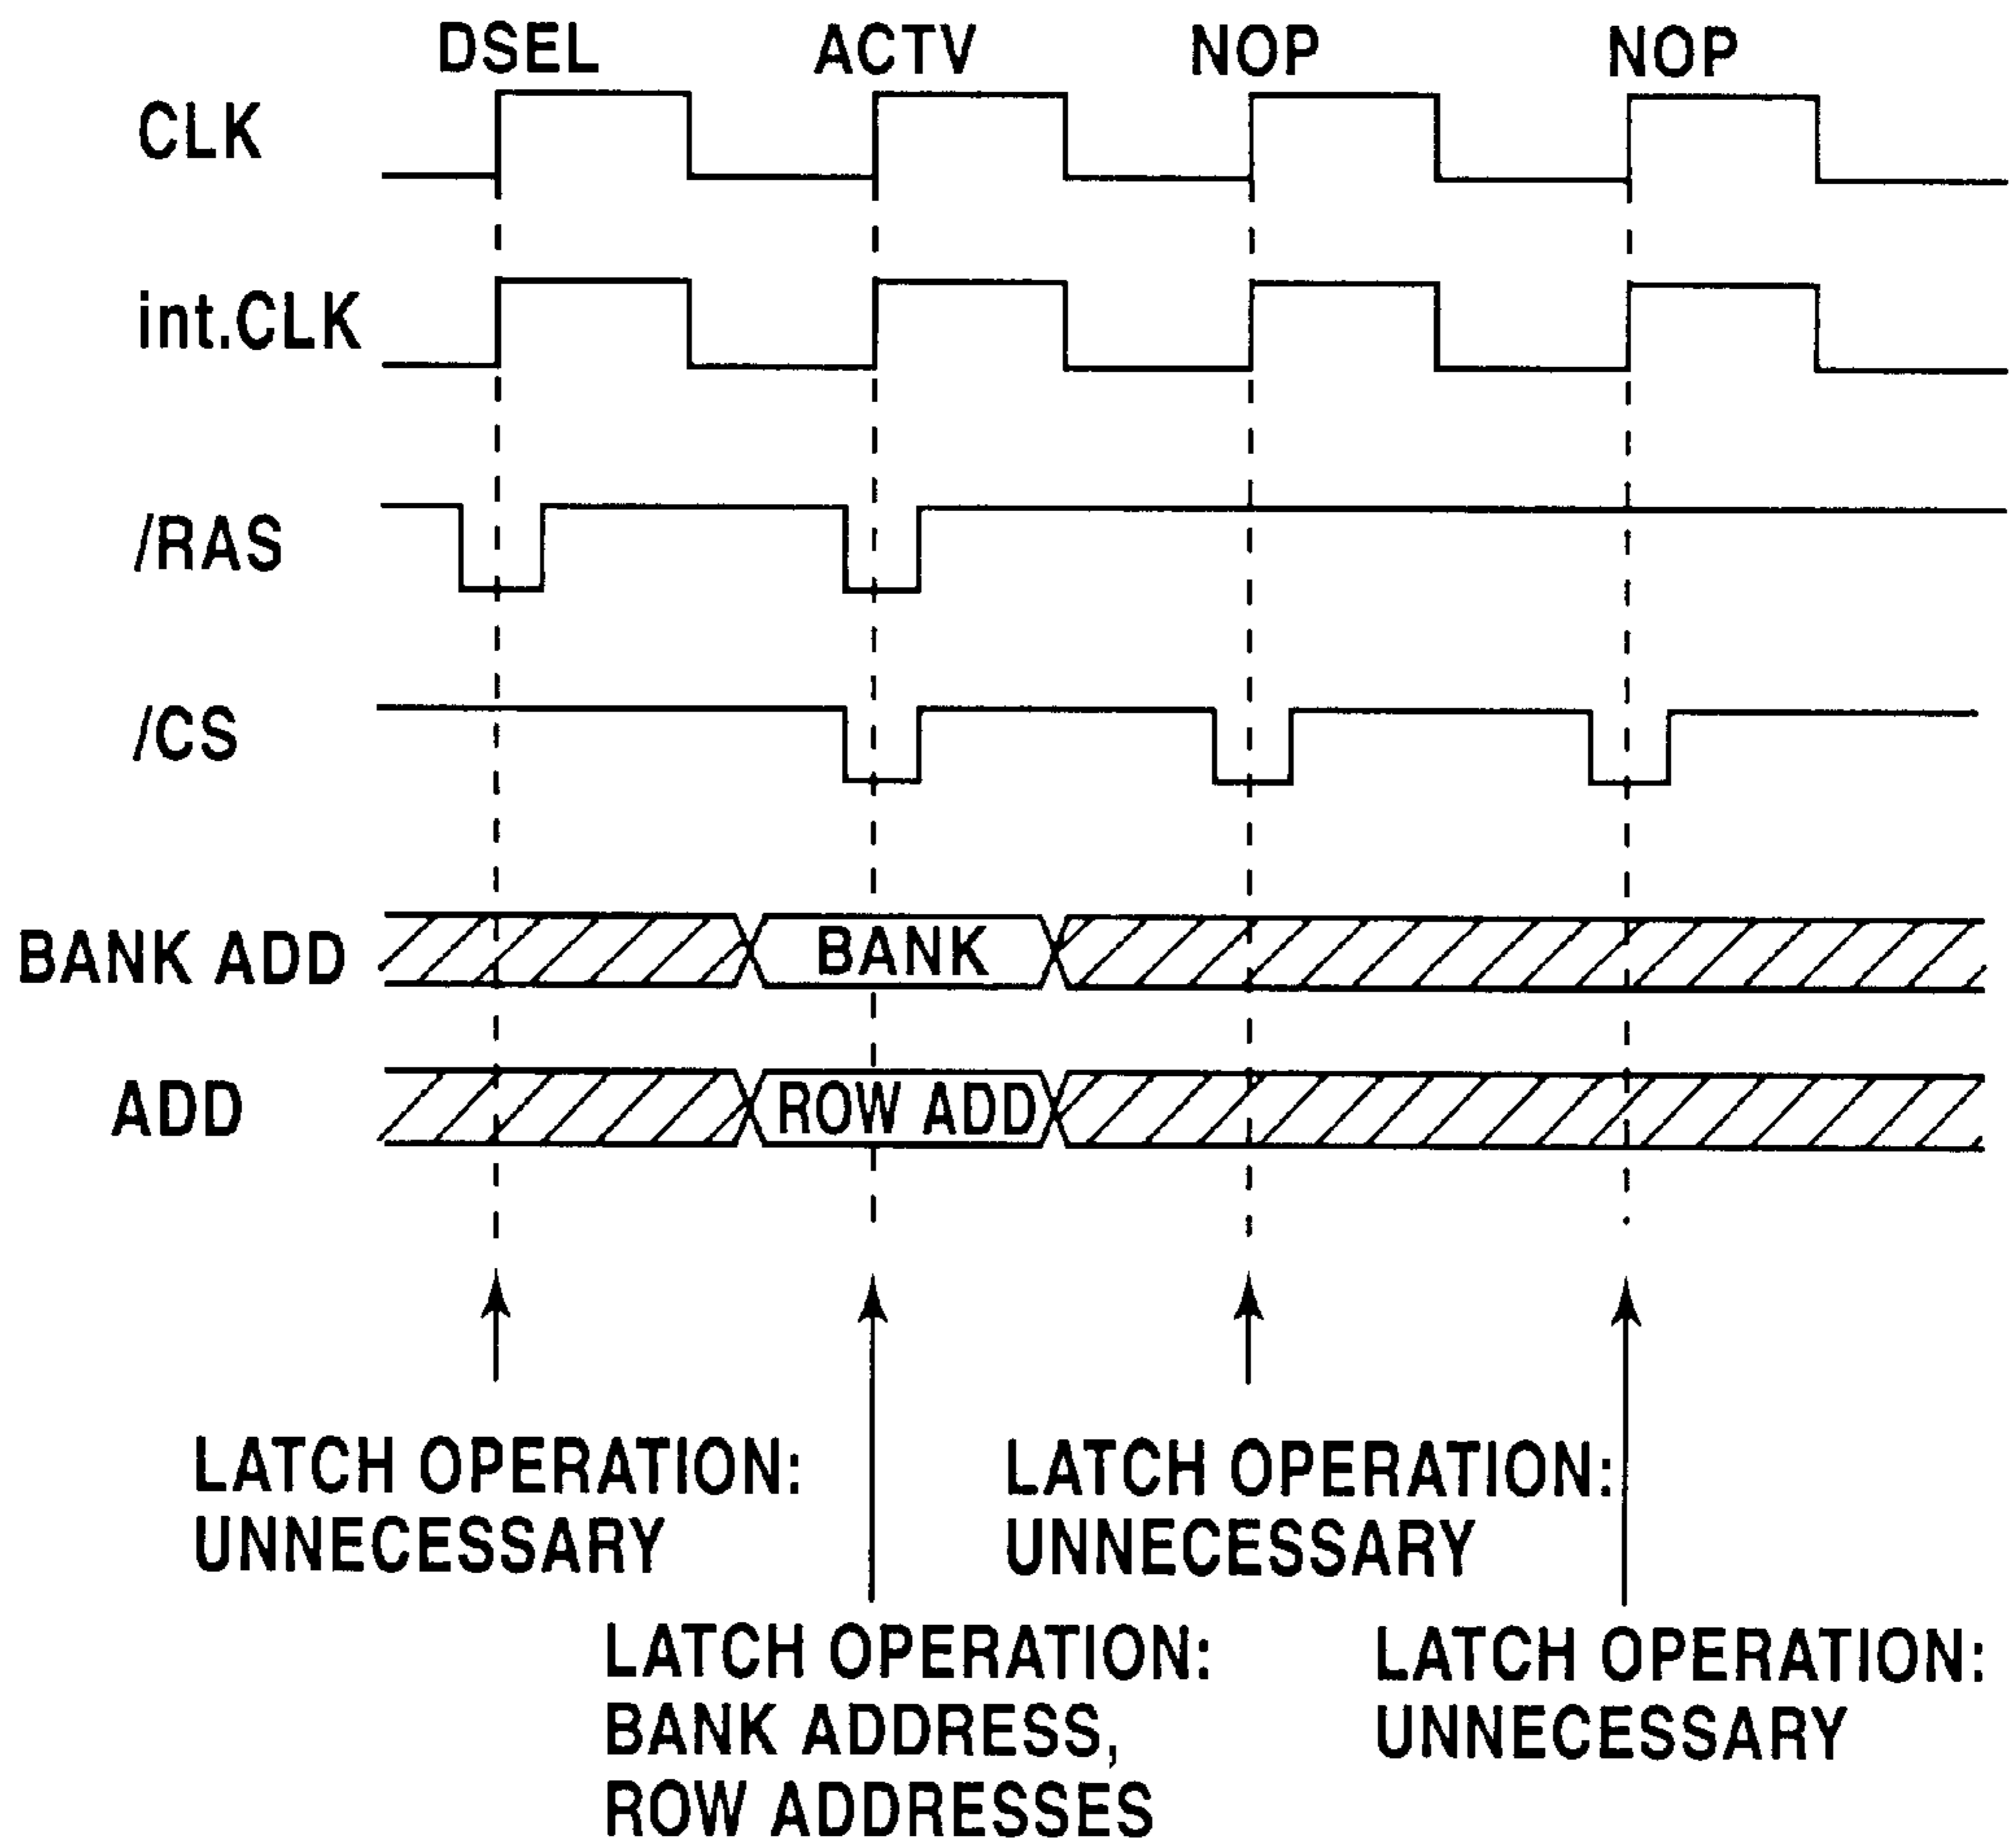 DSEL ACTV NOP NOP
CLK
int.CLK
/RAS
/CS
BANK ADD BANK
ADD ROW ADD
LATCH OPERATION:
UNNECESSARY
LATCH OPERATION:
UNNECESSARY
LATCH OPERATION:
BANK ADDRESS,
ROW ADDRESSES
LATCH OPERATION:
UNNECESSARY